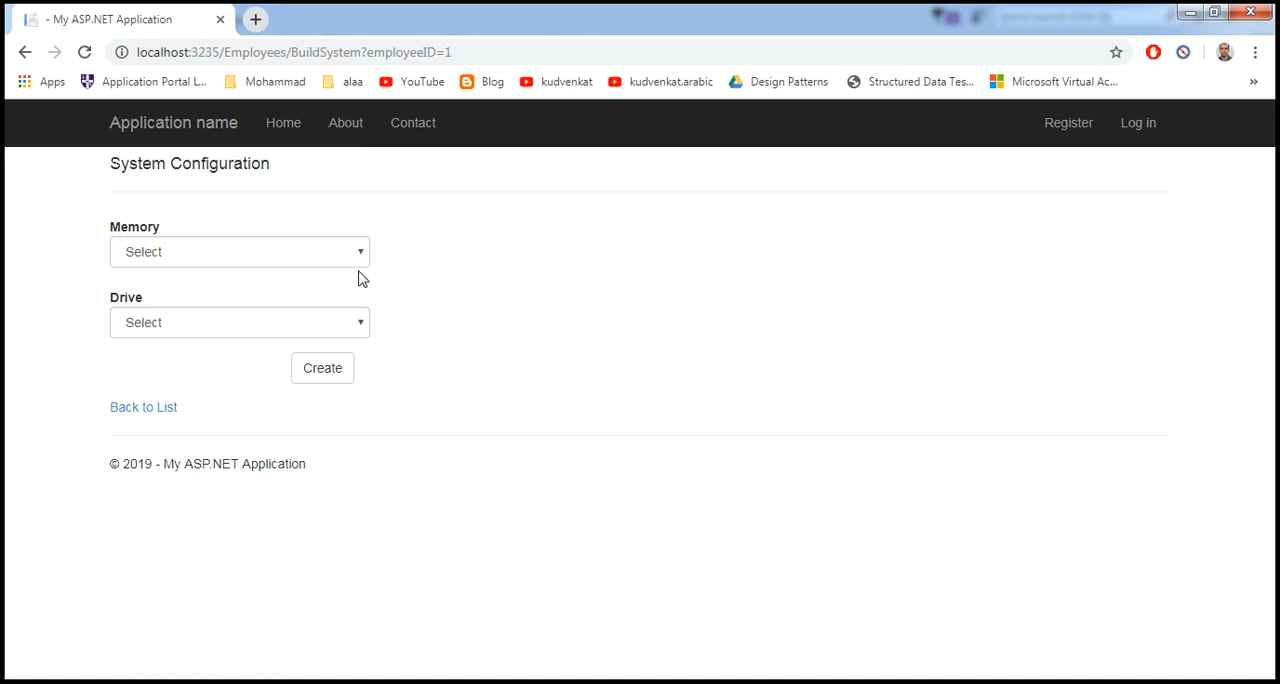 - My ASP.NET Application
localhost:3235/Employees/BuildSystem?employeeID=1
Apps Application Portal L... Mohammad alaa YouTube Blog kudvenkat kudvenkat.arabic Design Patterns Structured Data Tes... Microsoft Virtual Ac... »
Application name Home About Contact Register Log in
System Configuration
Memory
Select
Drive
Select
Create
Back to List
© 2019 - My ASP.NET Application